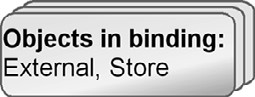 Objects in binding:
External, Store